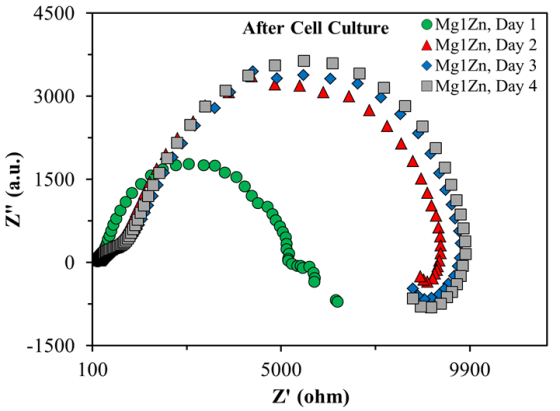 After Cell Culture
Mg1Zn, Day 1
Mg1Zn, Day 2
Mg1Zn, Day 3
Mg1Zn, Day 4
4500
3000
1500
0
-1500
Z'' (a.u.)
100
5000
9900
Z' (ohm)